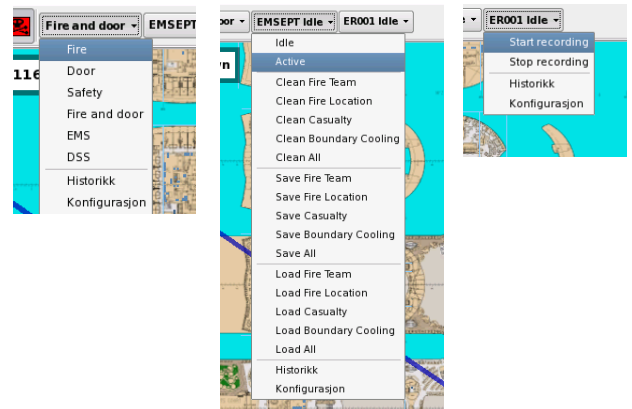 Fire and door
EMSEPT
Fire
116
Door
Safety
Fire and door
EMS
DSS
Historikk
Konfigurasjon
oor
EMSEPT Idle
ER001 Idle
Idle
Active
Clean Fire Team
Clean Fire Location
Clean Casualty
Clean Boundary Cooling
Clean All
Save Fire Team
Save Fire Location
Save Casualty
Save Boundary Cooling
Save All
Load Fire Team
Load Fire Location
Load Casualty
Load Boundary Cooling
Load All
Historikk
Konfigurasjon
ER001 Idle
Start recording
Stop recording
Historikk
Konfigurasjon